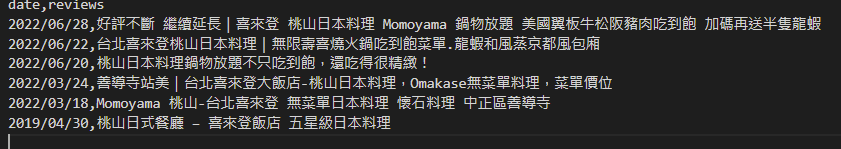 date,reviews
2022/06/28,好評不斷 繼續延長｜喜來登 桃山日本料理 Momoyama 鍋物放題 美國翼板牛松阪豬肉吃到飽 加碼再送半隻龍蝦
2022/06/22,台北喜來登桃山日本料理｜無限壽喜燒火鍋吃到飽菜單.龍蝦和風蒸京都風包廂
2022/06/20,桃山日本料理鍋物放題不只吃到飽，還吃得很精緻！
2022/03/24,善導寺站美｜台北喜來登大飯店-桃山日本料理，Omakase無菜單料理，菜單價位
2022/03/18,Momoyama 桃山-台北喜來登 無菜單日本料理 懷石料理 中正區善導寺
2019/04/30,桃山日式餐廳 – 喜來登飯店 五星級日本料理